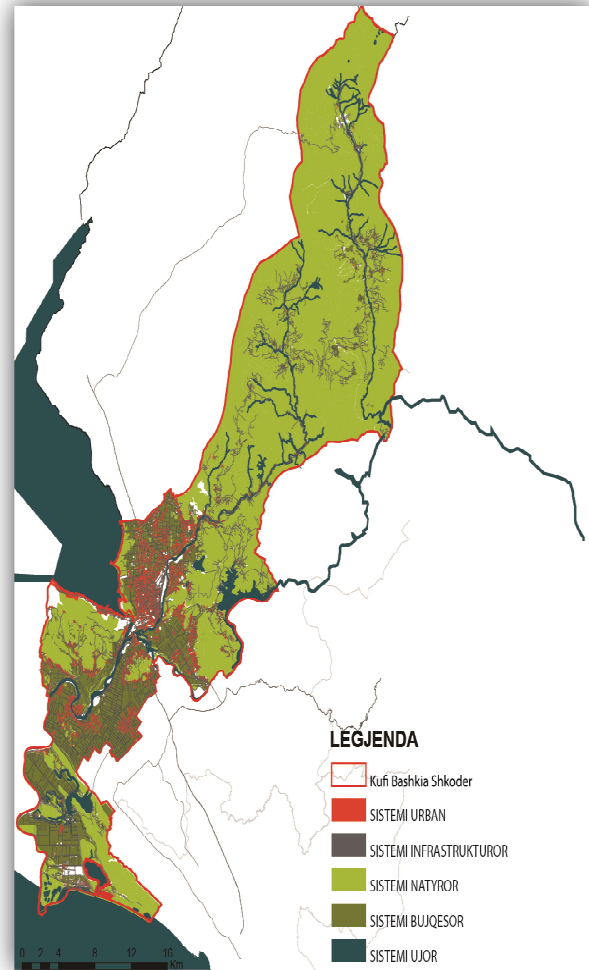 LEGJENDA
Kufi Bashkia Shkoder
SISTEMI URBAN
SISTEMI INFRASTRUKTUROR
SISTEMI NATYROR
SISTEMI BUJQESOR
SISTEMI UJOR
0 2 4 8 12 16
Km